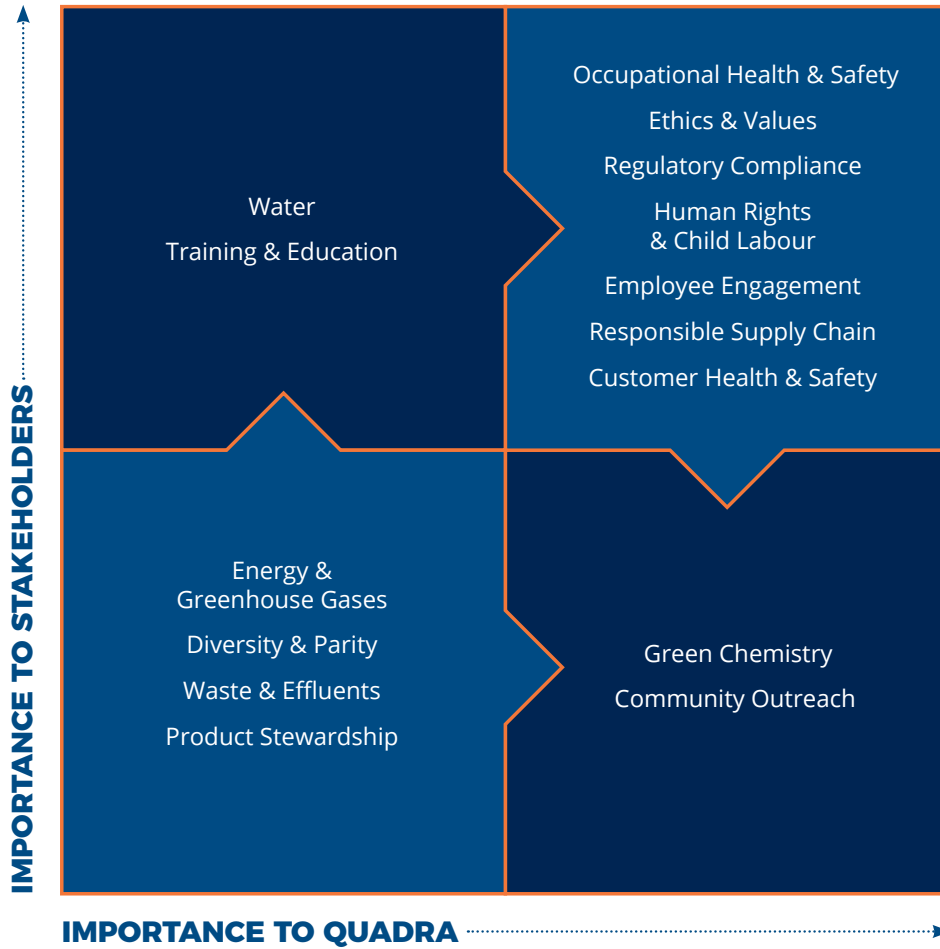 IMPORTANCE TO STAKEHOLDERS
Water
Training & Education
Occupational Health & Safety
Ethics & Values
Regulatory Compliance
Human Rights
& Child Labour
Employee Engagement
Responsible Supply Chain
Customer Health & Safety
Energy &
Greenhouse Gases
Diversity & Parity
Waste & Effluents
Product Stewardship
Green Chemistry
Community Outreach
IMPORTANCE TO QUADRA